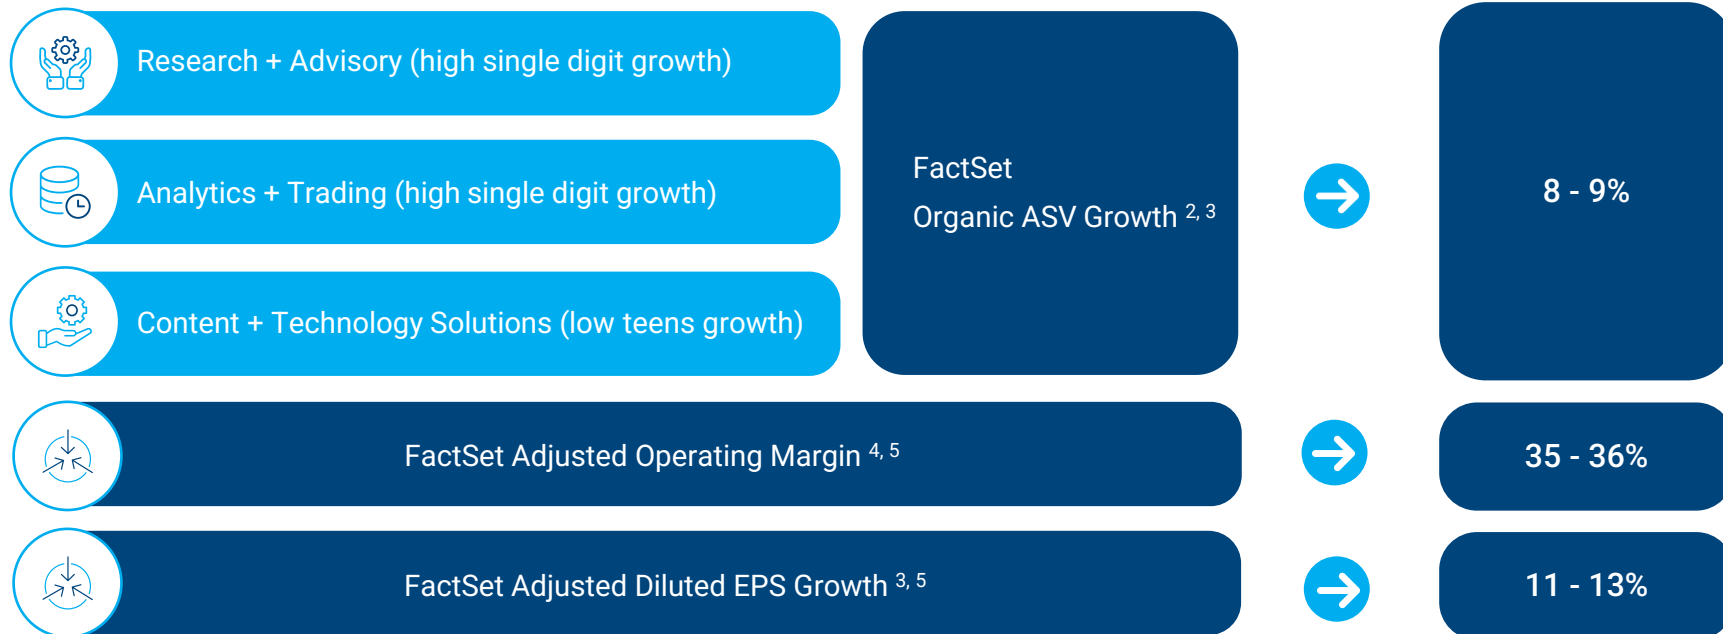 Research + Advisory (high single digit growth)
Analytics + Trading (high single digit growth)
Content + Technology Solutions (low teens growth)
FactSet
Organic ASV Growth 2, 3
8 - 9%
FactSet Adjusted Operating Margin 4, 5
35 - 36%
FactSet Adjusted Diluted EPS Growth 3, 5
11 - 13%